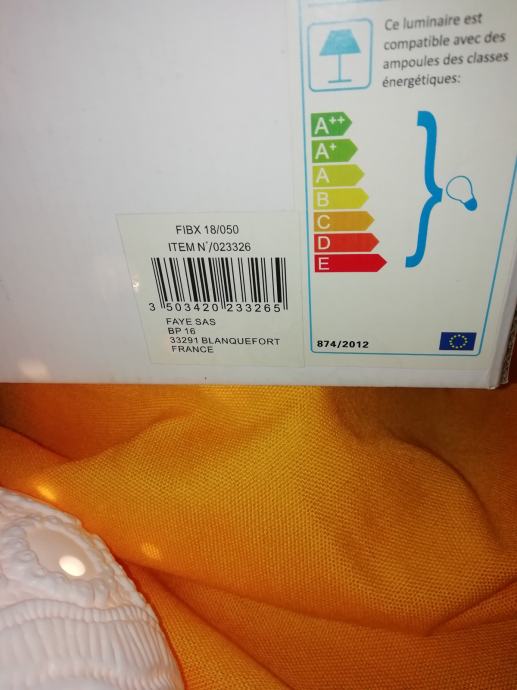 Ce luminaire est
compatible avec des
ampoules des classes
énergétiques:
A++
A+
A
B
C
D
E
874/2012
FIBX 18/050
ITEM N°/023326
3 503420 233265
FAYE SAS
BP 16
33291 BLANQUEFORT
FRANCE